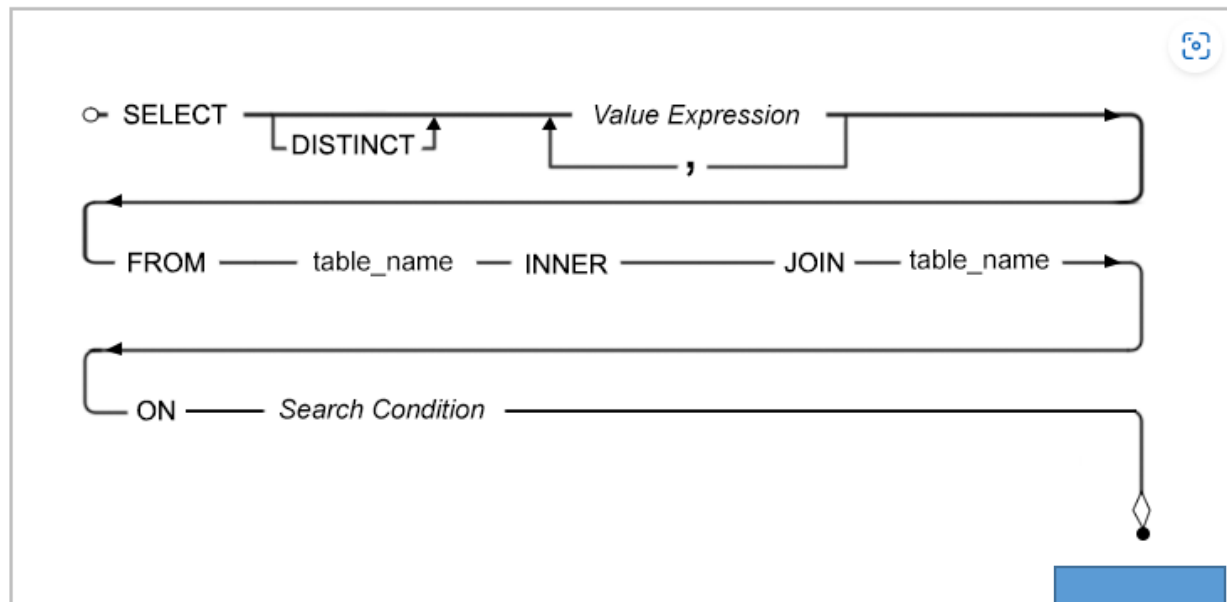 SELECT Value Expression
DISTINCT ,
FROM table_name INNER JOIN table_name
ON Search Condition